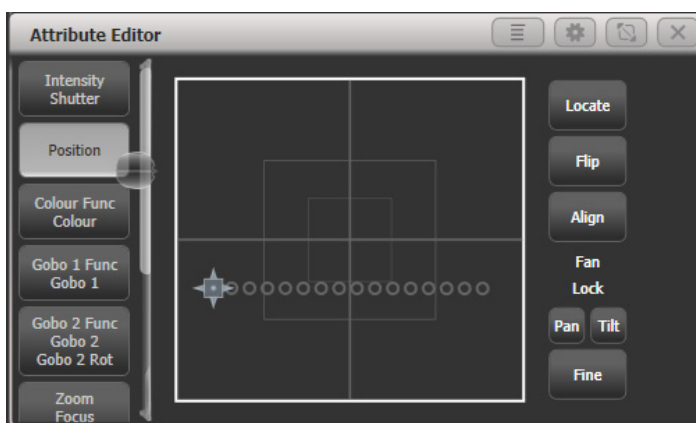 Attribute Editor
Intensity
Shutter
Position
Colour Func
Colour
Gobo 1 Func
Gobo 1
Gobo 2 Func
Gobo 2
Gobo 2 Rot
Zoom
Focus
Locate
Flip
Align
Fan
Lock
Pan Tilt
Fine